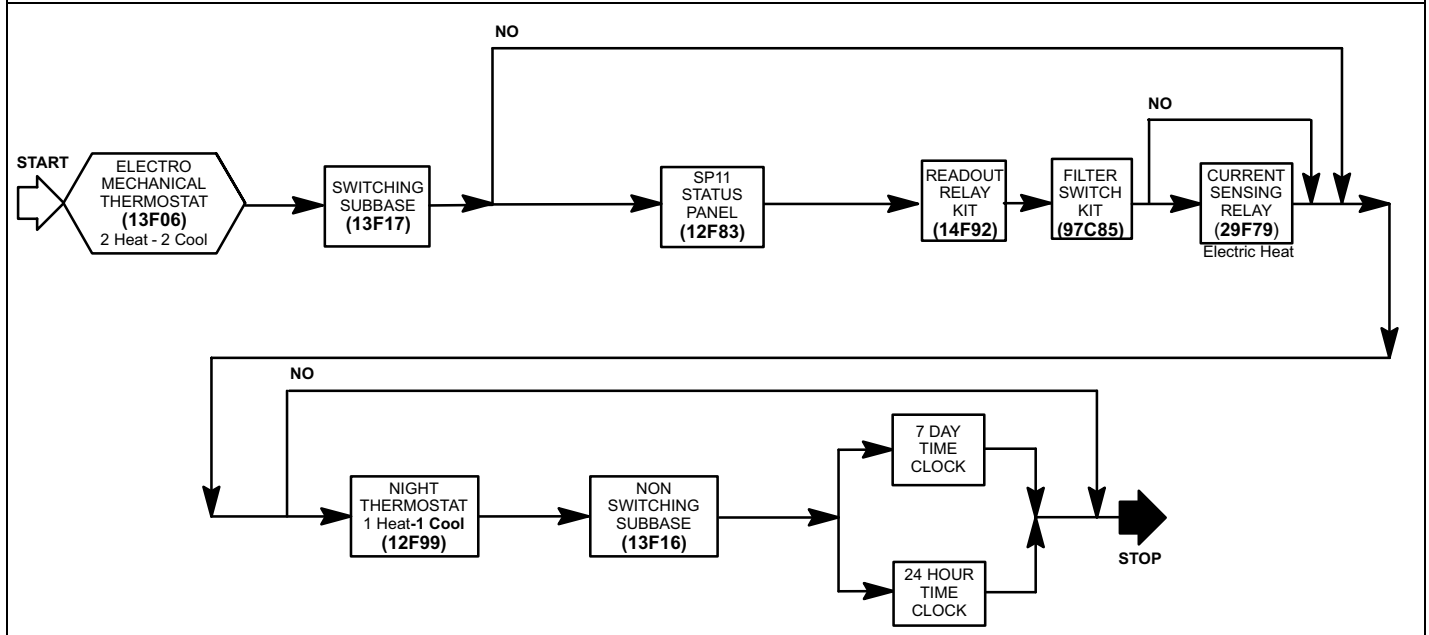 NO
START
ELECTRO
MECHANICAL
THERMOSTAT
(13F06)
2 Heat - 2 Cool
SWITCHING
SUBBASE
(13F17)
SP11
STATUS
PANEL
(12F83)
READOUT
RELAY
KIT
(14F92)
FILTER
SWITCH
KIT
(97C85)
NO
CURRENT
SENSING
RELAY
(29F79)
Electric Heat
NO
NIGHT
THERMOSTAT
1 Heat-1 Cool
(12F99)
NON
SWITCHING
SUBBASE
(13F16)
7 DAY
TIME
CLOCK
24 HOUR
TIME
CLOCK
STOP